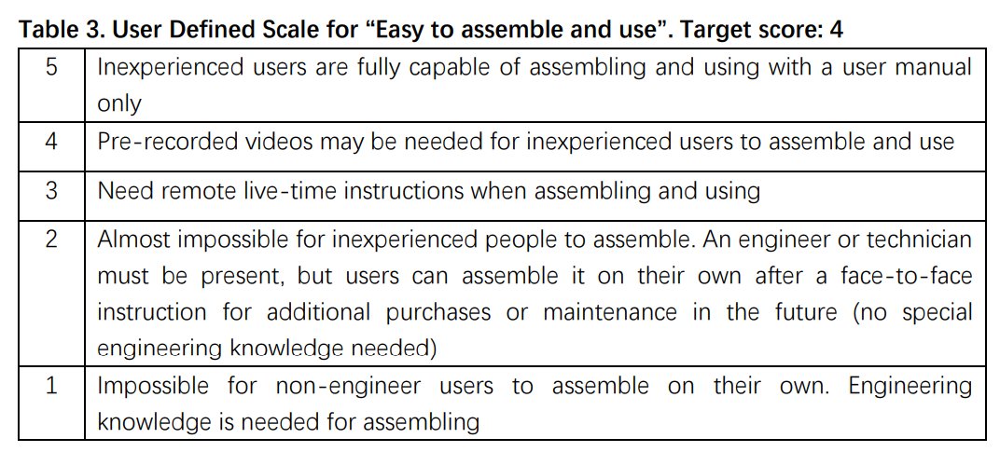 Table 3. User Defined Scale for “Easy to assemble and use”. Target score: 4
5 Inexperienced users are fully capable of assembling and using with a user manual
only
4 Pre-recorded videos may be needed for inexperienced users to assemble and use
3 Need remote live-time instructions when assembling and using
2 Almost impossible for inexperienced people to assemble. An engineer or technician
must be present, but users can assemble it on their own after a face-to-face
instruction for additional purchases or maintenance in the future (no special
engineering knowledge needed)
1 Impossible for non-engineer users to assemble on their own. Engineering
knowledge is needed for assembling